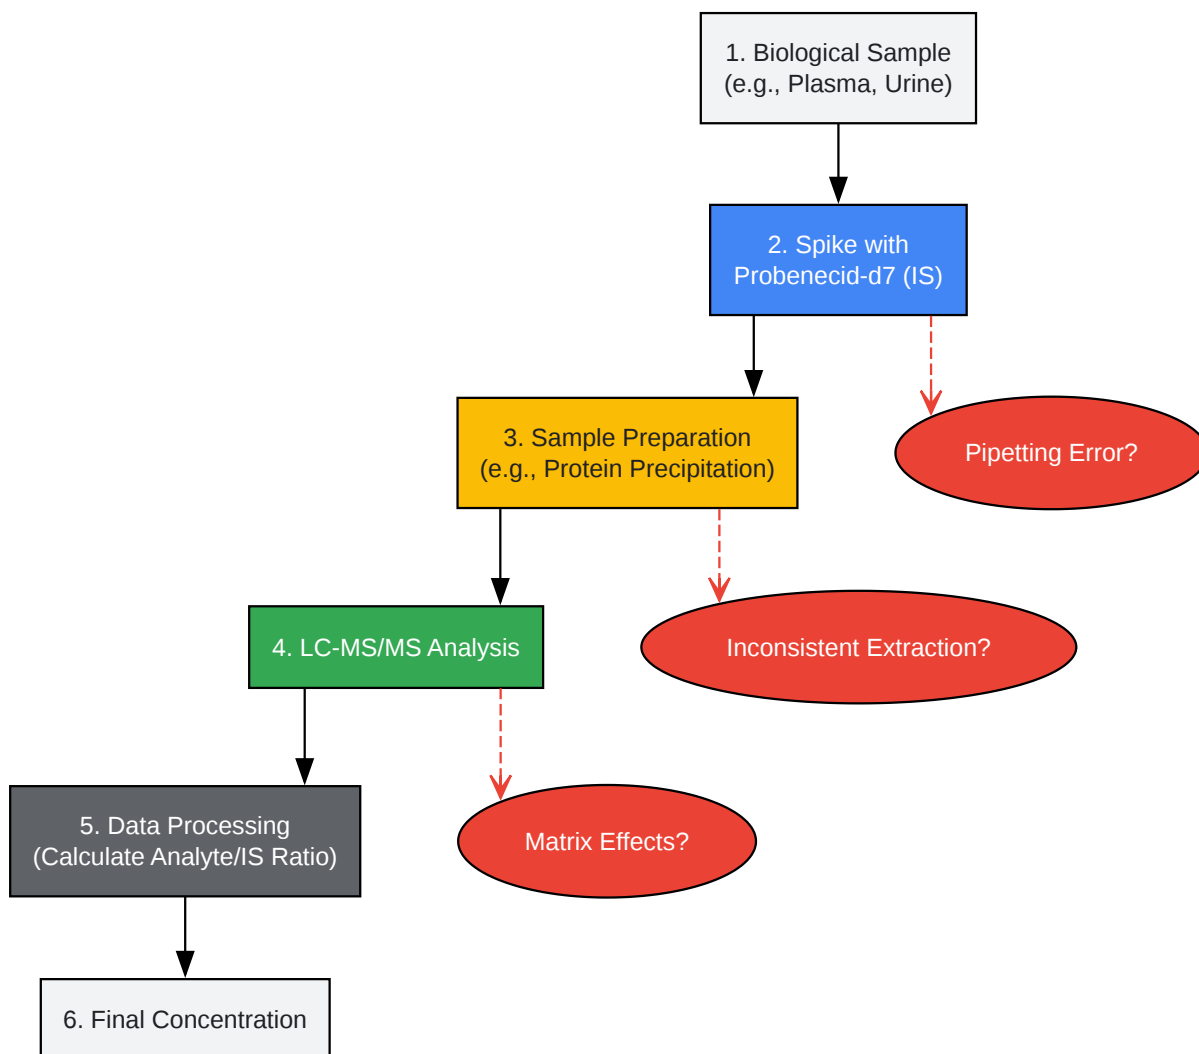 1. Biological Sample
(e.g., Plasma, Urine)
2. Spike with
Probenecid-d7 (IS)
3. Sample Preparation
(e.g., Protein Precipitation)
Pipetting Error?
4. LC-MS/MS Analysis
Inconsistent Extraction?
5. Data Processing
(Calculate Analyte/IS Ratio)
Matrix Effects?
6. Final Concentration